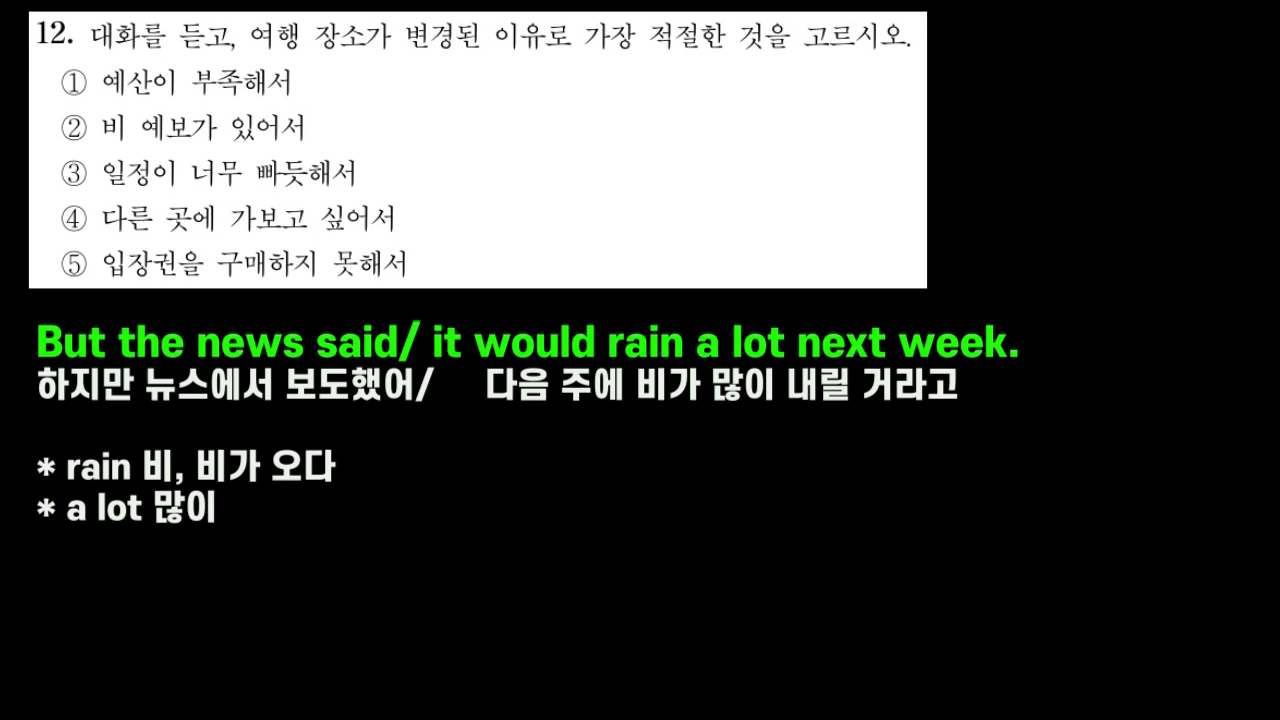 12. 대화를 듣고, 여행 장소가 변경된 이유로 가장 적절한 것을 고르시오.
① 예산이 부족해서
② 비 예보가 있어서
③ 일정이 너무 빠듯해서
④ 다른 곳에 가보고 싶어서
⑤ 입장권을 구매하지 못해서
But the news said/ it would rain a lot next week.
하지만 뉴스에서 보도했어/ 다음 주에 비가 많이 내릴 거라고
* rain 비, 비가 오다
* a lot 많이